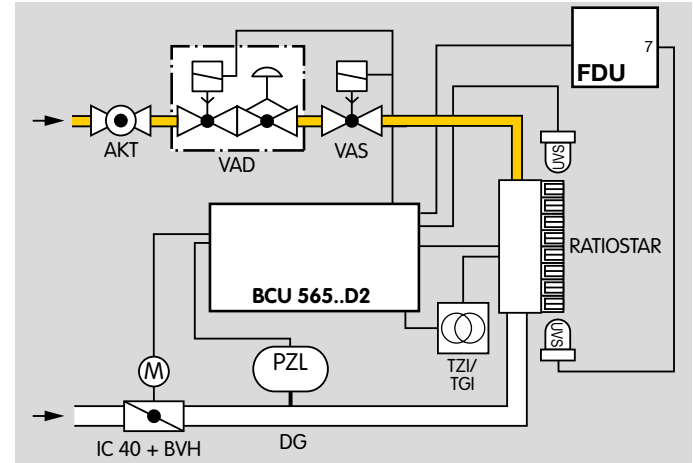 7
FDU
AKT
VAD
VAS
UVS
RATIOSTAR
BCU 565..D2
M
PZL
TZI/
TGI
UVS
IC 40 + BVH
DG